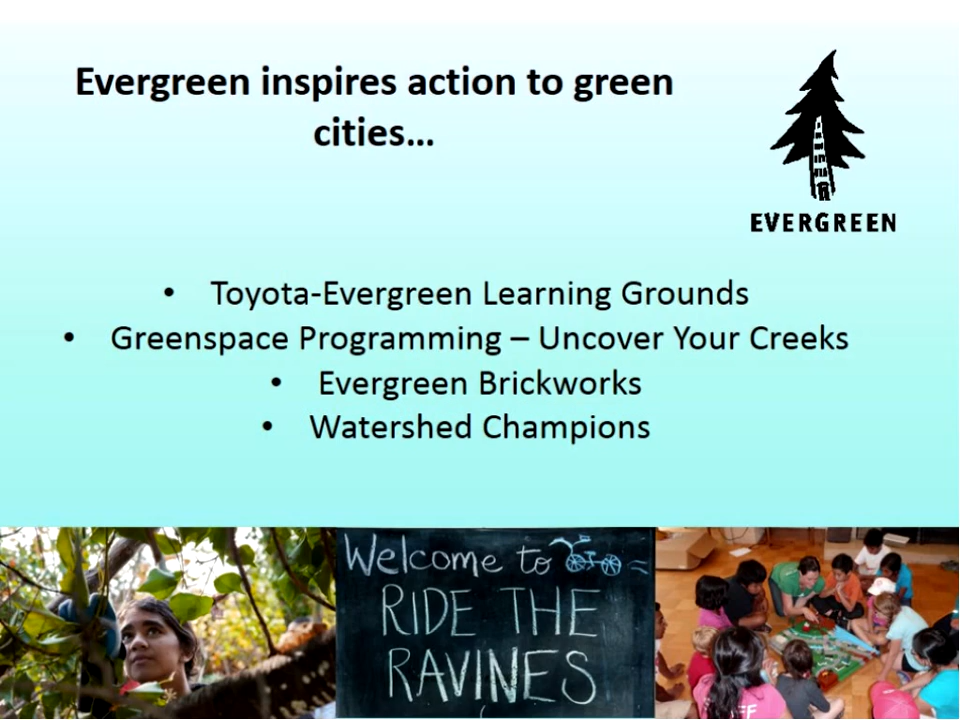 Evergreen inspires action to green
cities...
EVERGREEN
• Toyota-Evergreen Learning Grounds
• Greenspace Programming – Uncover Your Creeks
• Evergreen Brickworks
• Watershed Champions
Welcome to
RIDE THE
RAVINES